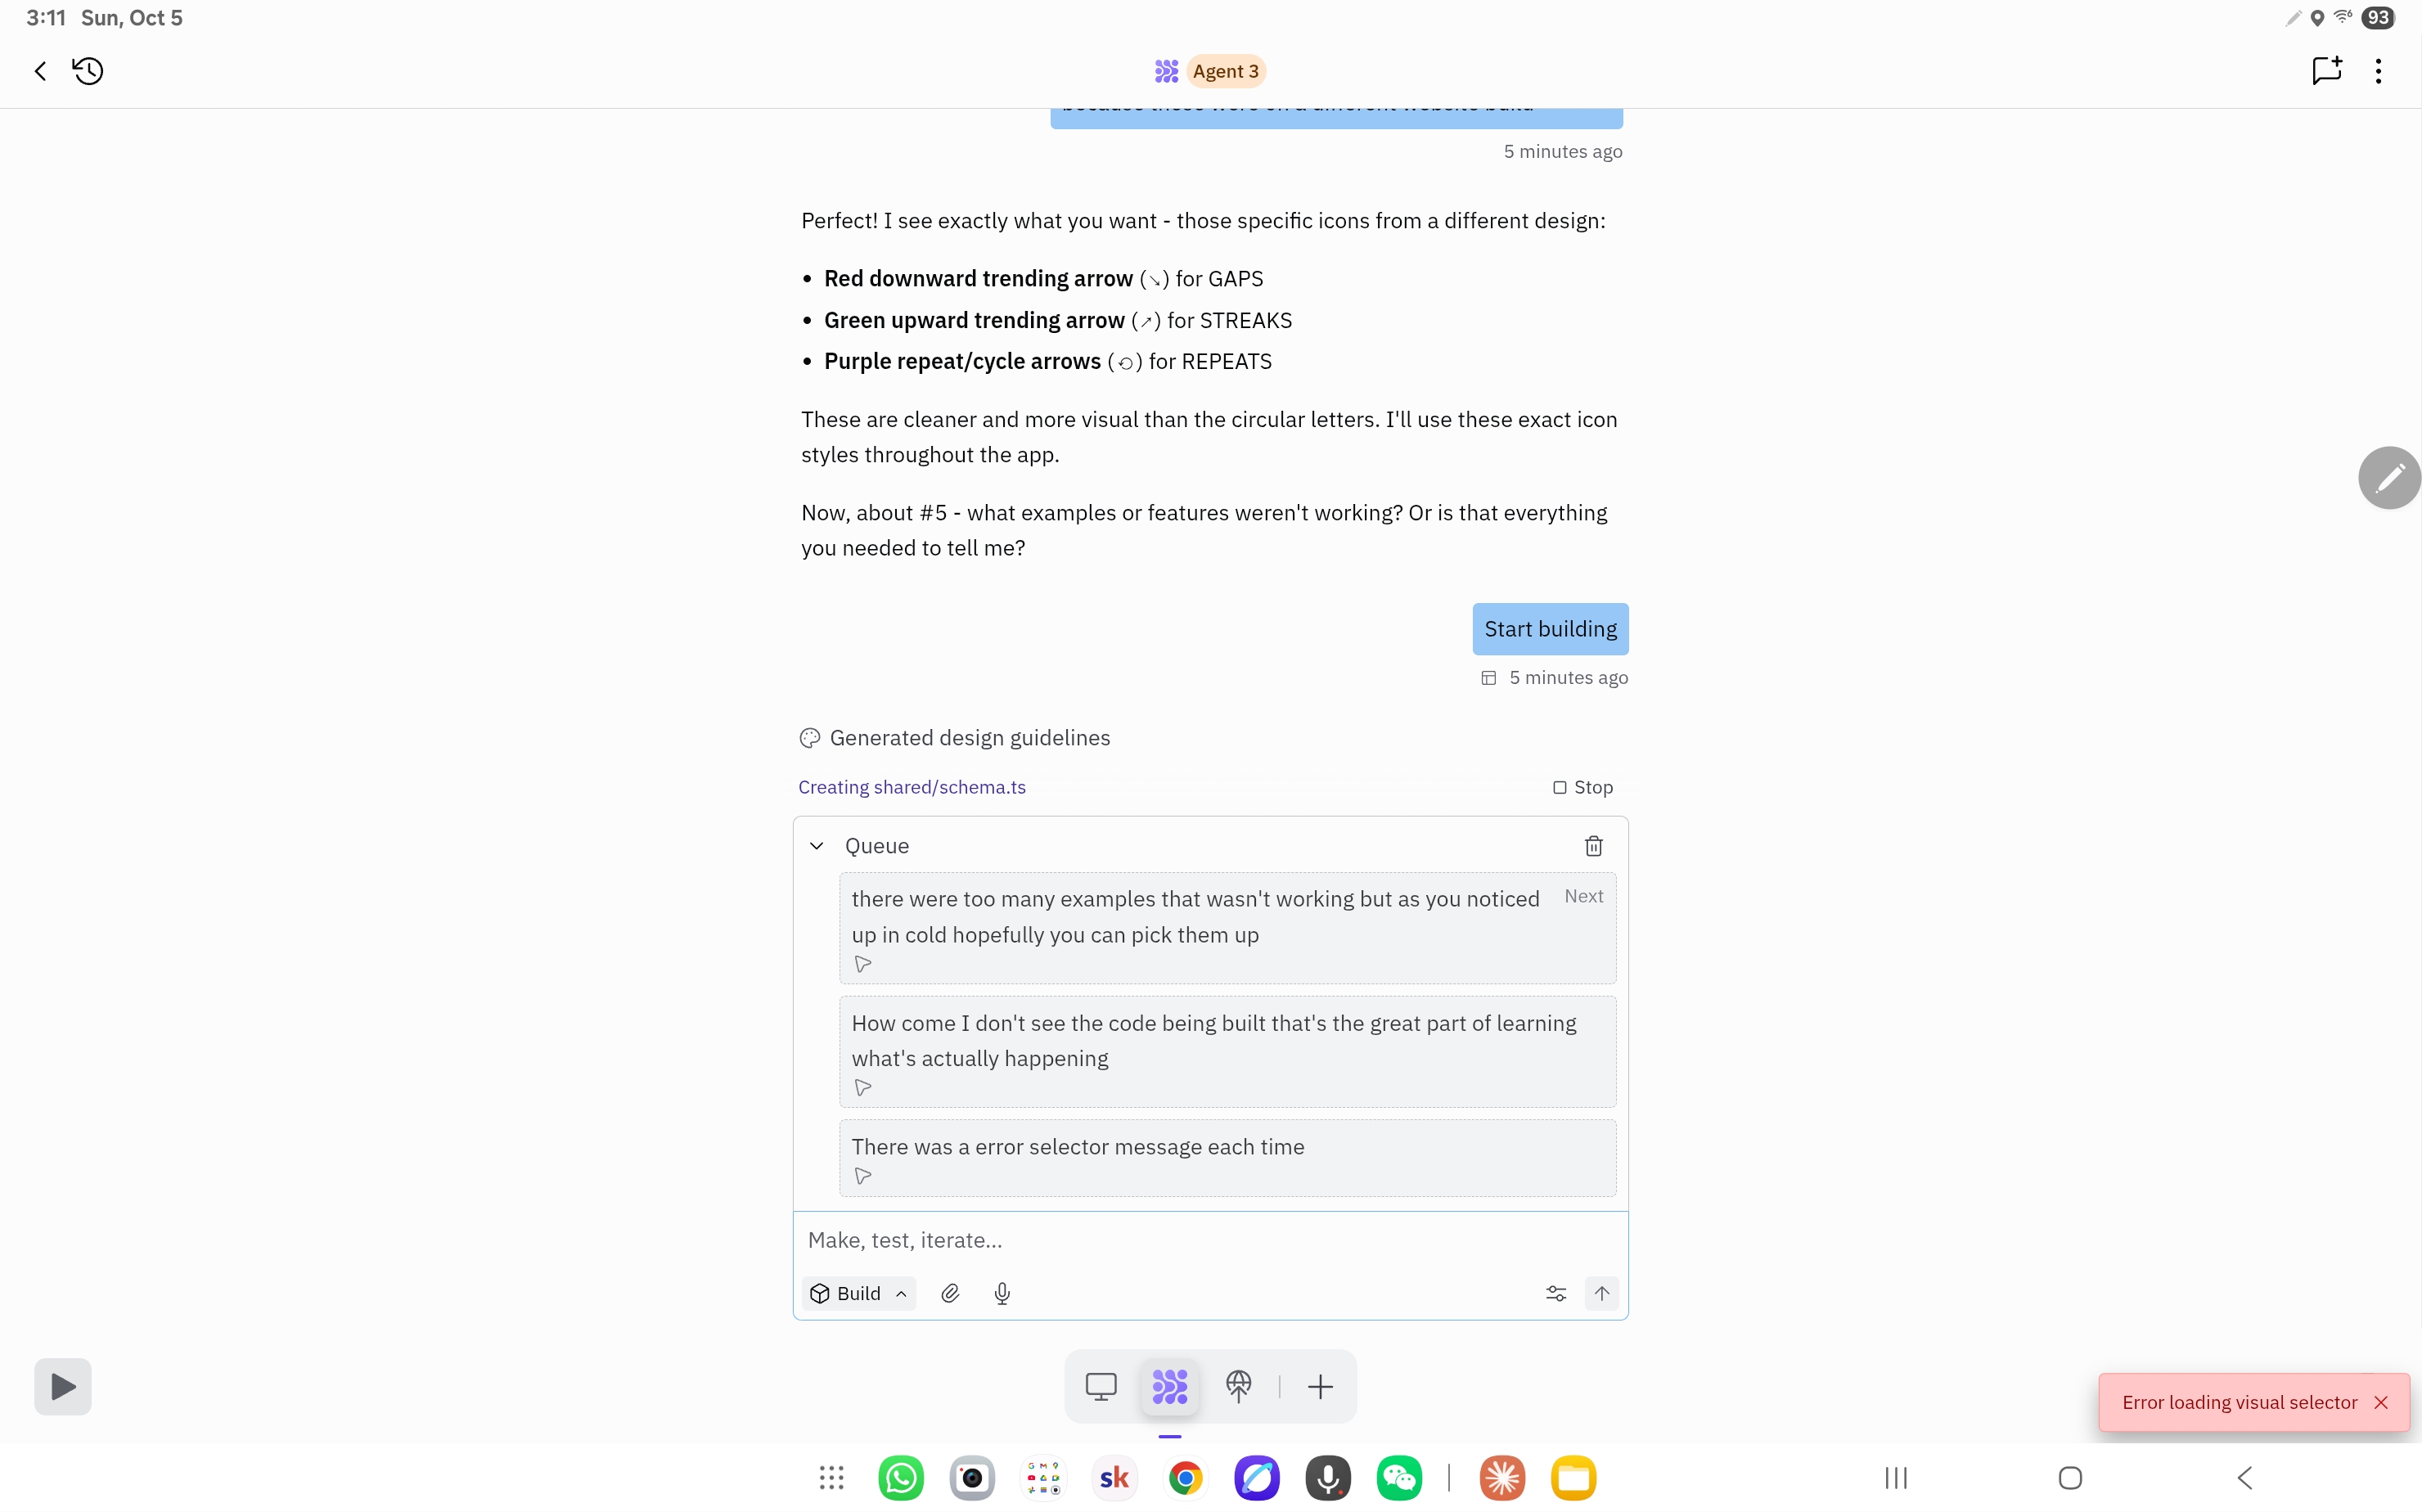 3:11 Sun, Oct 5
93
Agent 3
because these were on a different website build
5 minutes ago
Perfect! I see exactly what you want - those specific icons from a different design:
• Red downward trending arrow (↘) for GAPS
• Green upward trending arrow (↗) for STREAKS
• Purple repeat/cycle arrows (⟲) for REPEATS
These are cleaner and more visual than the circular letters. I'll use these exact icon
styles throughout the app.
Now, about #5 - what examples or features weren't working? Or is that everything
you needed to tell me?
Start building
5 minutes ago
Generated design guidelines
Creating shared/schema.ts
Stop
Queue
there were too many examples that wasn't working but as you noticed
Next
up in cold hopefully you can pick them up
How come I don't see the code being built that's the great part of learning
what's actually happening
There was a error selector message each time
Make, test, iterate...
Build
Error loading visual selector
sk